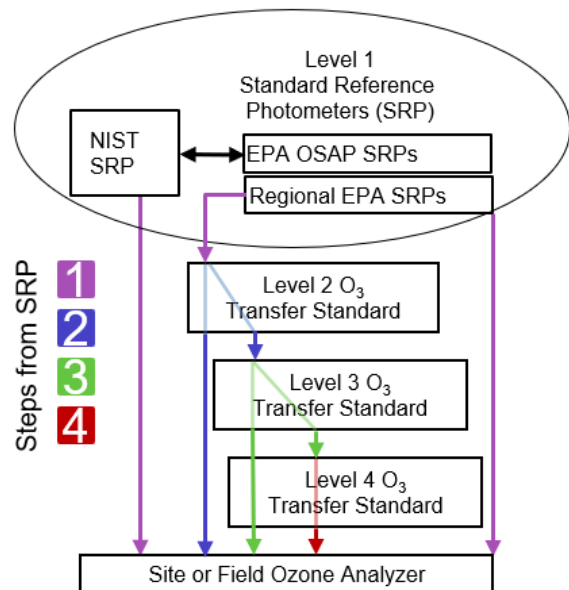 Level 1
Standard Reference
Photometers (SRP)
NIST
SRP
EPA OSAP SRPs
Regional EPA SRPs
Steps from SRP
1
2
3
4
Level 2 O₃
Transfer Standard
Level 3 O₃
Transfer Standard
Level 4 O₃
Transfer Standard
Site or Field Ozone Analyzer